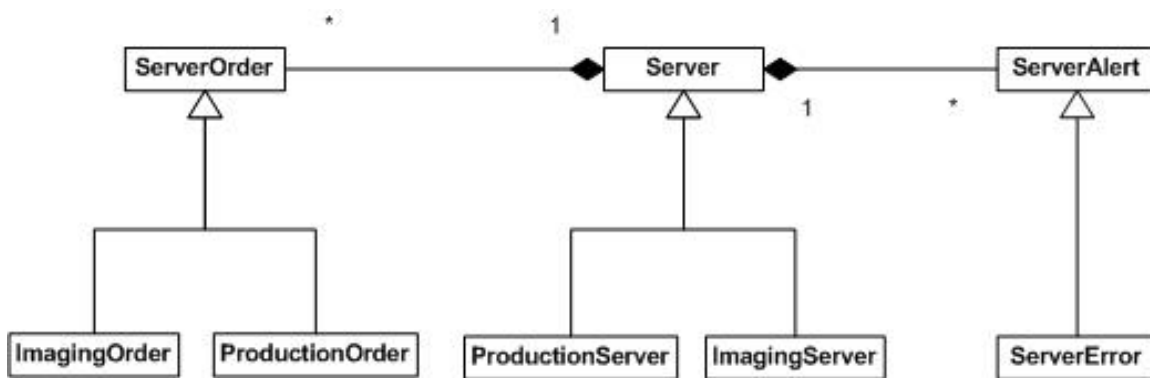 * 1
ServerOrder Server ServerAlert
1 *
ImagingOrder ProductionOrder ProductionServer ImagingServer ServerError